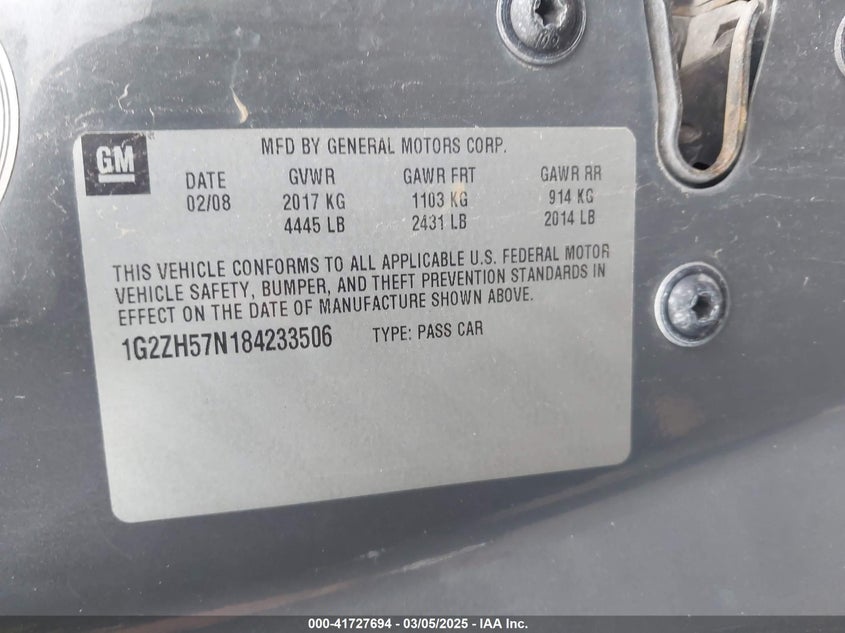 GM
MFD BY GENERAL MOTORS CORP.
DATE GVWR GAWR FRT GAWR RR
02/08 2017 KG 1103 KG 914 KG
4445 LB 2431 LB 2014 LB
THIS VEHICLE CONFORMS TO ALL APPLICABLE U.S. FEDERAL MOTOR
VEHICLE SAFETY, BUMPER, AND THEFT PREVENTION STANDARDS IN
EFFECT ON THE DATE OF MANUFACTURE SHOWN ABOVE.
1G2ZH57N184233506 TYPE: PASS CAR
000-41727694 - 03/05/2025 - IAA Inc.